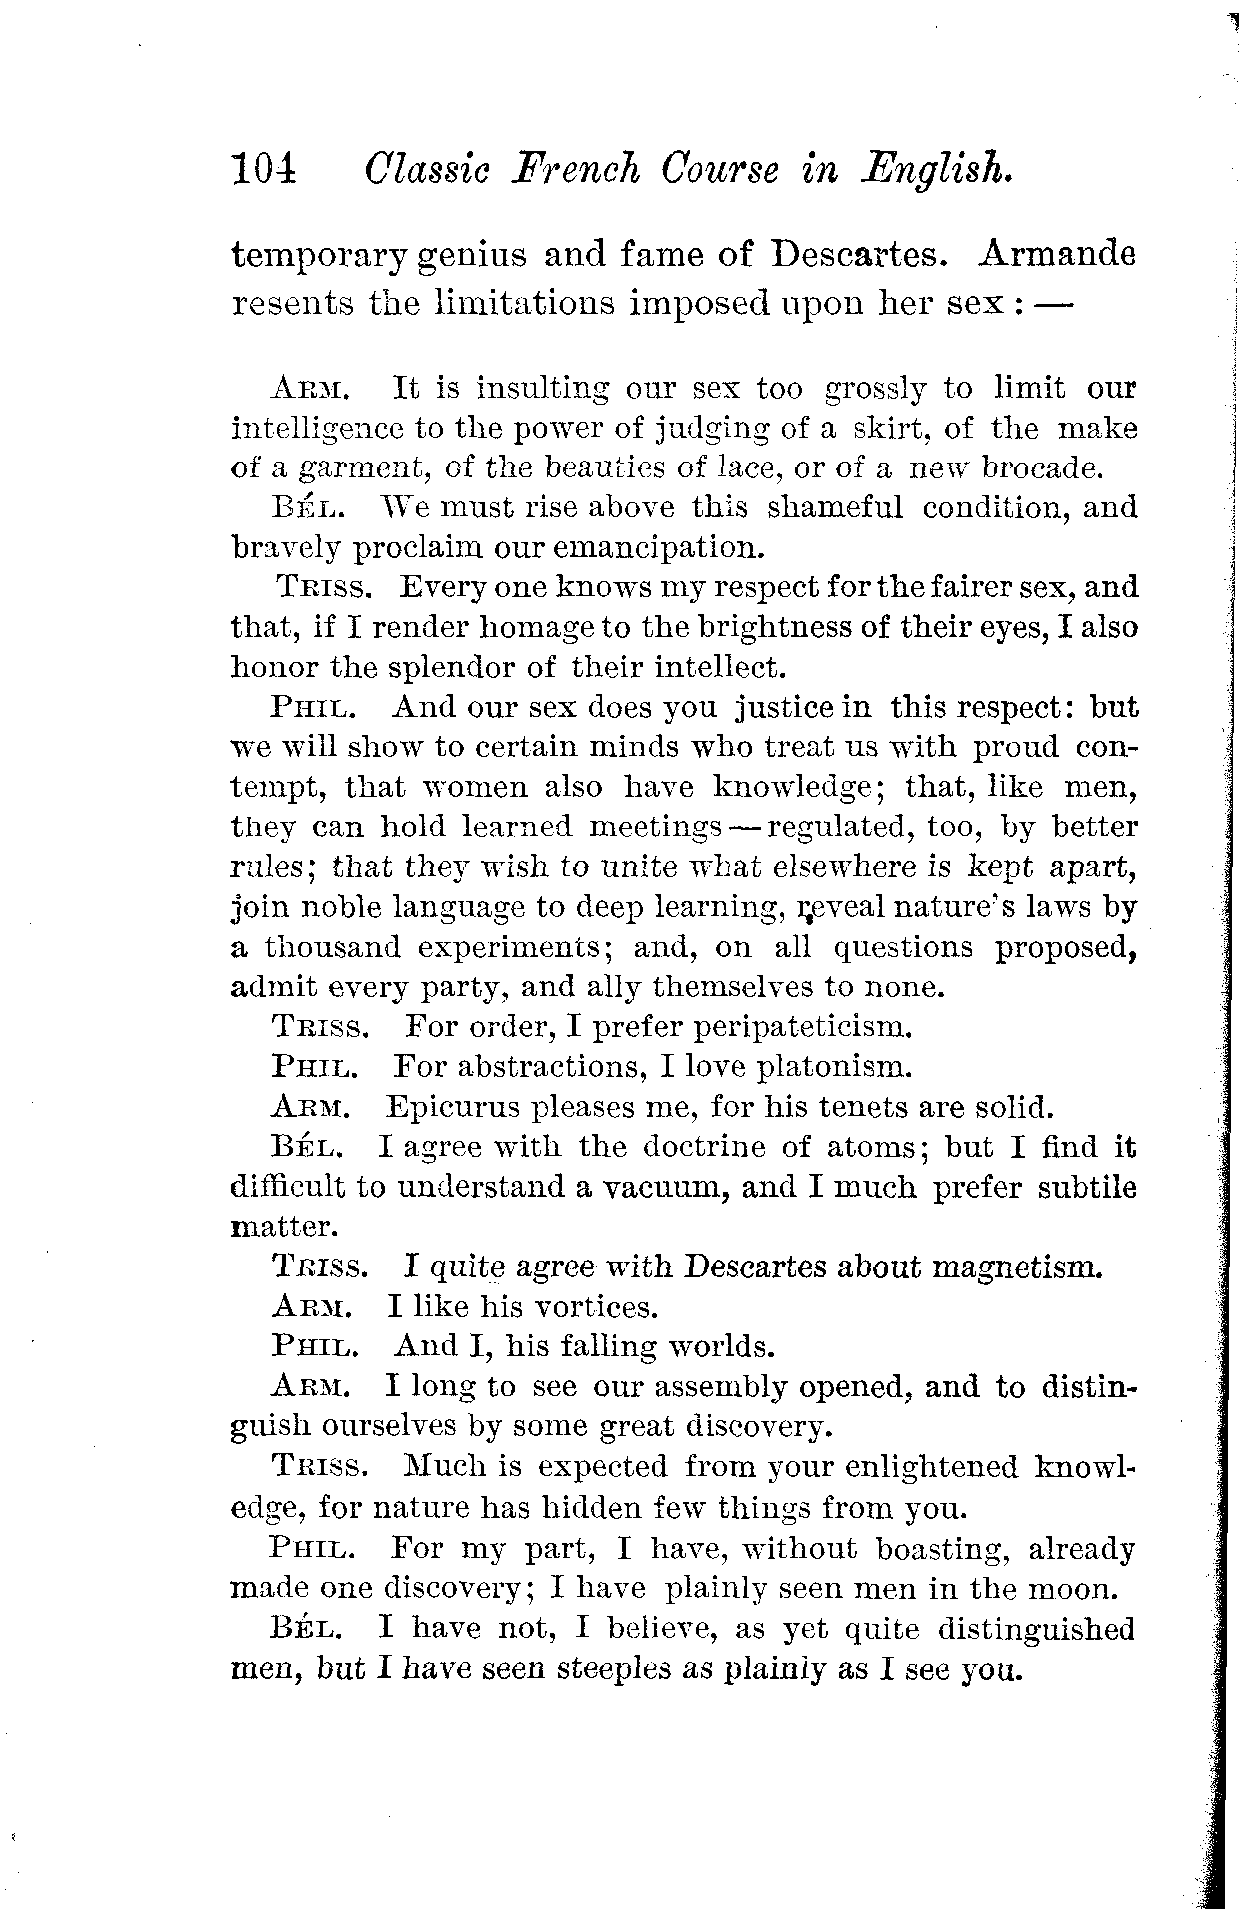 104 Classic French Course in English.
temporary genius and fame of Descartes. Armande
resents the limitations imposed upon her sex : —
ARM. It is insulting our sex too grossly to limit our
intelligence to the power of judging of a skirt, of the make
of a garment, of the beauties of lace, or of a new brocade.
BÉL. We must rise above this shameful condition, and
bravely proclaim our emancipation.
TRISS. Every one knows my respect for the fairer sex, and
that, if I render homage to the brightness of their eyes, I also
honor the splendor of their intellect.
PHIL. And our sex does you justice in this respect: but
we will show to certain minds who treat us with proud con-
tempt, that women also have knowledge; that, like men,
they can hold learned meetings — regulated, too, by better
rules; that they wish to unite what elsewhere is kept apart,
join noble language to deep learning, reveal nature's laws by
a thousand experiments; and, on all questions proposed,
admit every party, and ally themselves to none.
TRISS. For order, I prefer peripateticism.
PHIL. For abstractions, I love platonism.
ARM. Epicurus pleases me, for his tenets are solid.
BÉL. I agree with the doctrine of atoms; but I find it
difficult to understand a vacuum, and I much prefer subtile
matter.
TRISS. I quite agree with Descartes about magnetism.
ARM. I like his vortices.
PHIL. And I, his falling worlds.
ARM. I long to see our assembly opened, and to distin-
guish ourselves by some great discovery.
TRISS. Much is expected from your enlightened knowl-
edge, for nature has hidden few things from you.
PHIL. For my part, I have, without boasting, already
made one discovery; I have plainly seen men in the moon.
BÉL. I have not, I believe, as yet quite distinguished
men, but I have seen steeples as plainly as I see you.